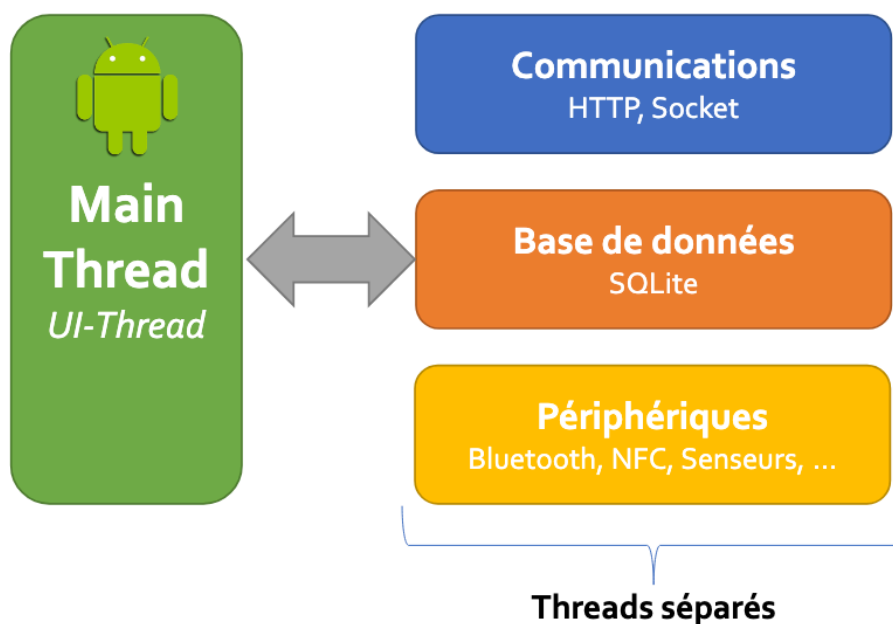 Main
Thread
UI-Thread
Communications
HTTP, Socket
Base de données
SQLite
Périphériques
Bluetooth, NFC, Senseurs, ...
Threads séparés